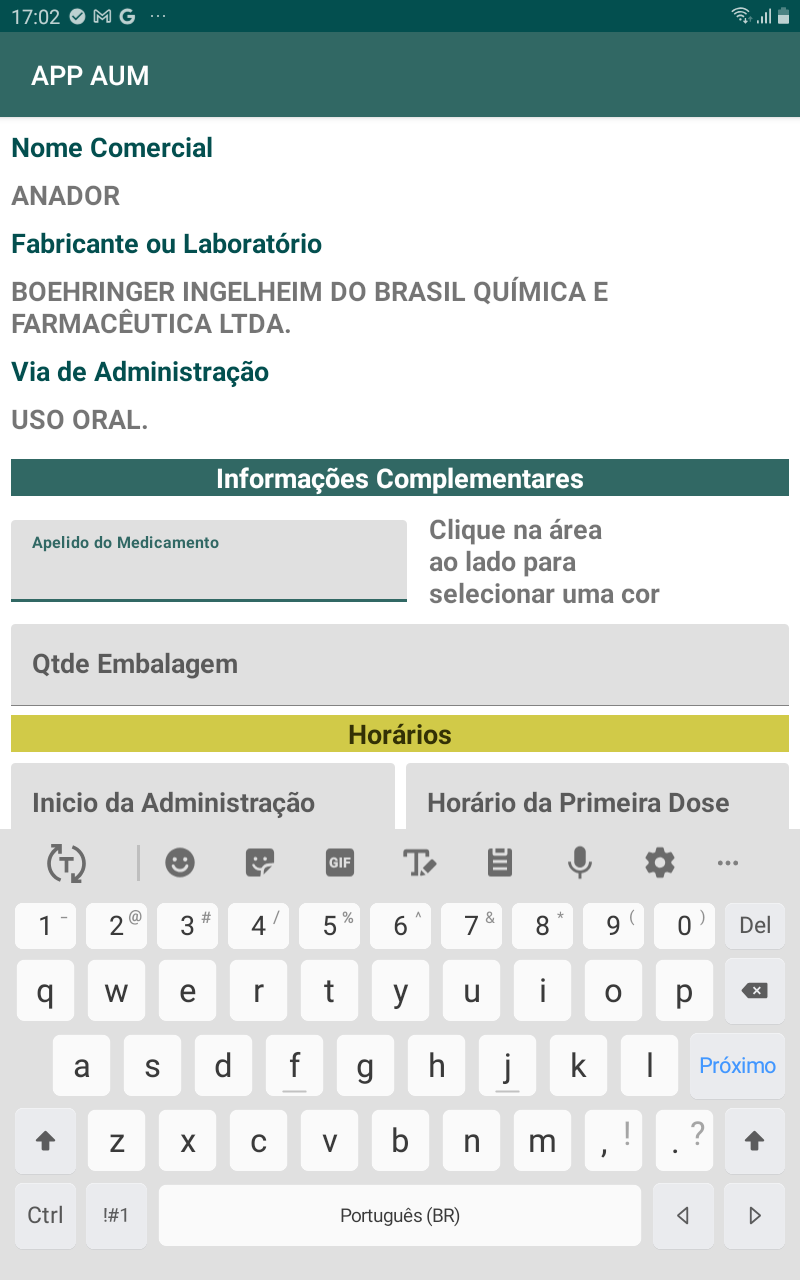 17:02
APP AUM
Nome Comercial
ANADOR
Fabricante ou Laboratório
BOEHRINGER INGELHEIM DO BRASIL QUÍMICA E
FARMACÊUTICA LTDA.
Via de Administração
USO ORAL.
Informações Complementares
Apelido do Medicamento
Clique na área
ao lado para
selecionar uma cor
Qtde Embalagem
Horários
Inicio da Administração Horário da Primeira Dose
T GIF T
1 - 2 @ 3 # 4 / 5 % 6 ^ 7 & 8 * 9 ( 0 ) Del
q w e r t y u i o p
a s d f g h j k l Próximo
z x c v b n m , ! . ?
Ctrl !#1 Português (BR)